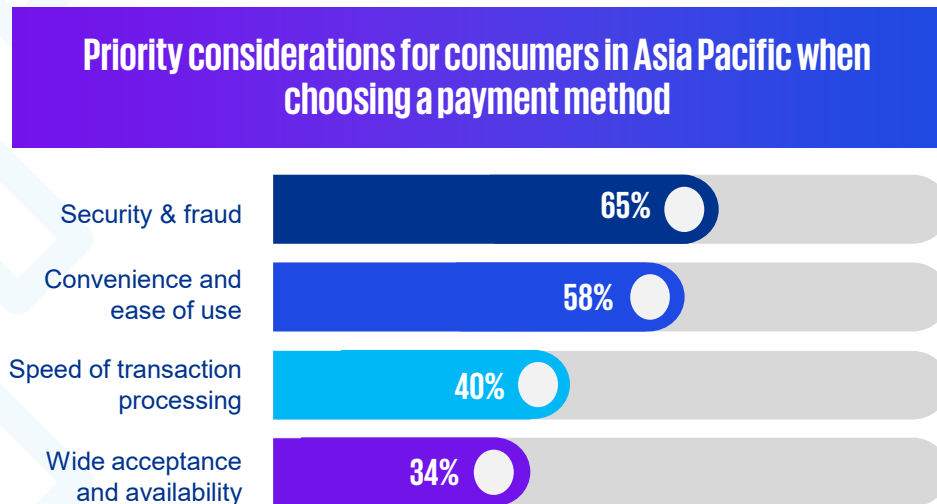 Priority considerations for consumers in Asia Pacific when
choosing a payment method
Security & fraud
65%
Convenience and
ease of use
58%
Speed of transaction
processing
40%
Wide acceptance
and availability
34%